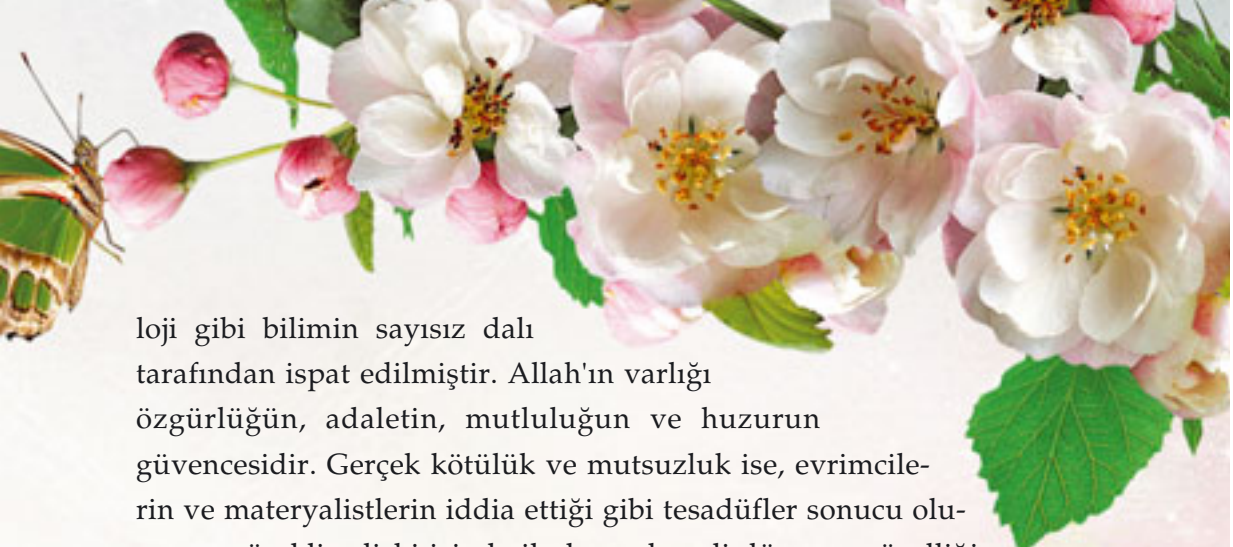 loji gibi bilimin sayısız dalı
tarafından ispat edilmiştir. Allah'ın varlığı
özgürlüğün, adaletin, mutluluğun ve huzurun
güvencesidir. Gerçek kötülük ve mutsuzluk ise, evrimcile-
rin ve materyalistlerin iddia ettiği gibi tesadüfler sonucu olu-